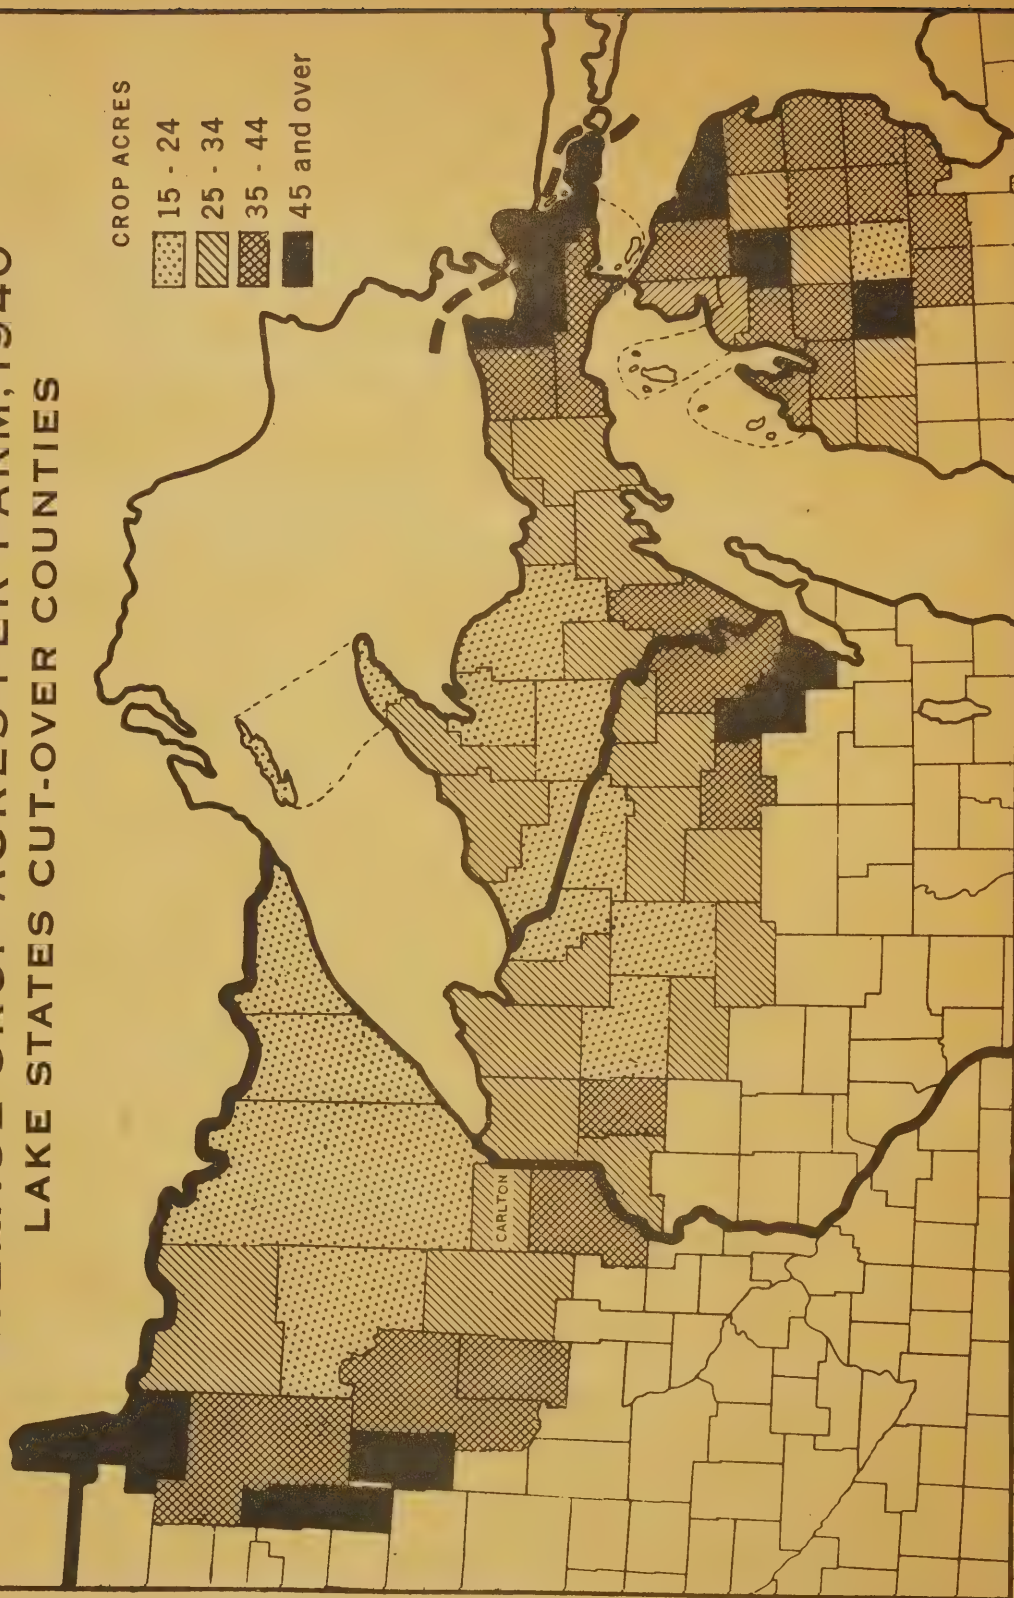 LAKE STATES CUT-OVER COUNTIES
CROP ACRES
15 - 24
25 - 34
35 - 44
45 and over
CARLTON